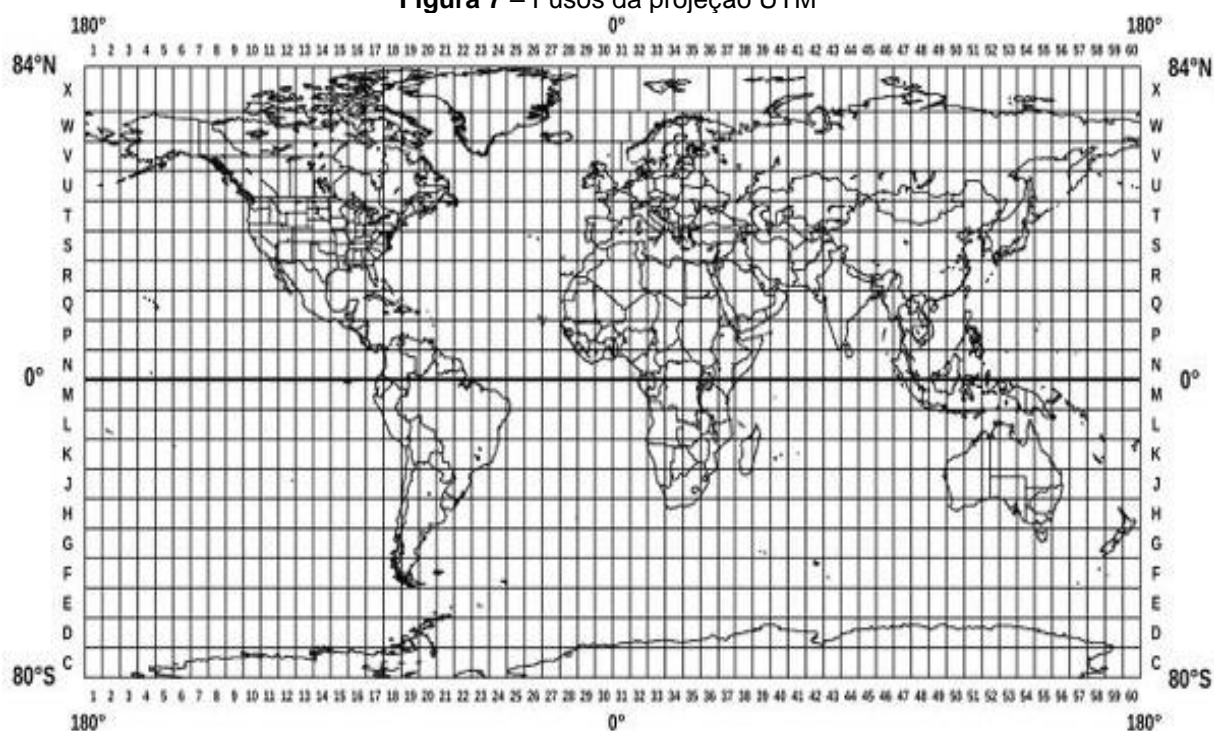 Figura 7 – Fusos da projeção UTM
180° 0° 180°
1 2 3 4 5 6 7 8 9 10 11 12 13 14 15 16 17 18 19 20 21 22 23 24 25 26 27 28 29 30 31 32 33 34 35 36 37 38 39 40 41 42 43 44 45 46 47 48 49 50 51 52 53 54 55 56 57 58 59 60
84°N 84°N
X X
W W
V V
U U
T T
S S
R R
Q Q
P P
N N
0° 0°
M M
L L
K K
J J
H H
G G
F F
E E
D D
C C
80°S 80°S
1 2 3 4 5 6 7 8 9 10 11 12 13 14 15 16 17 18 19 20 21 22 23 24 25 26 27 28 29 30 31 32 33 34 35 36 37 38 39 40 41 42 43 44 45 46 47 48 49 50 51 52 53 54 55 56 57 58 59 60
180° 0° 180°